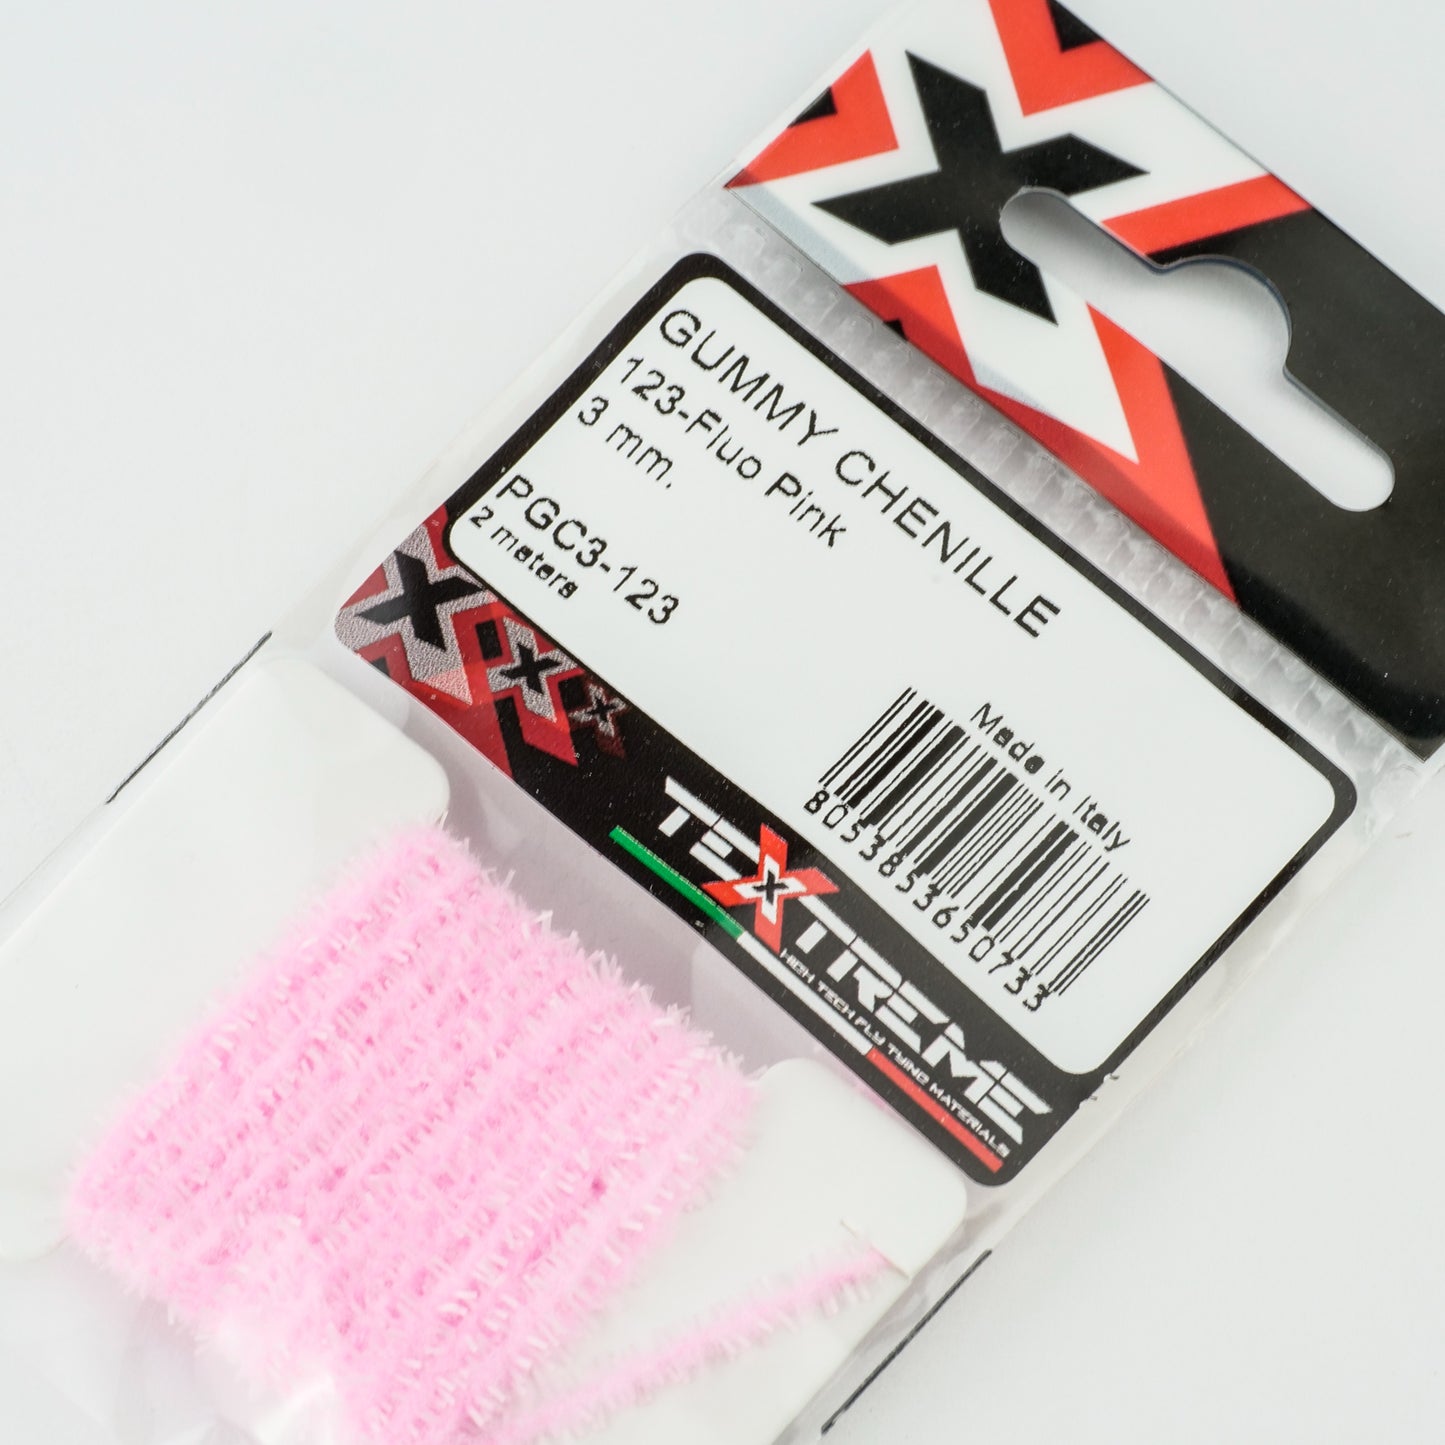 GUMMY CHENILLE
123-Fluo Pink
3 mm.
PGC3-123
2 meters
Made in Italy
8053853650733
TEXTREME
HIGH TECH FLY TYING MATERIALS